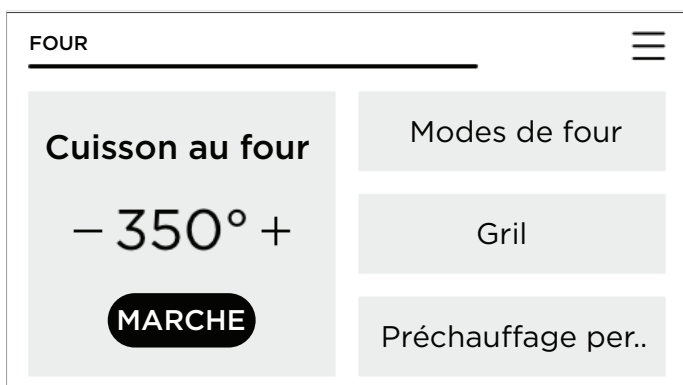 FOUR
Cuisson au four
− 350° +
MARCHE
Modes de four
Gril
Préchauffage per..